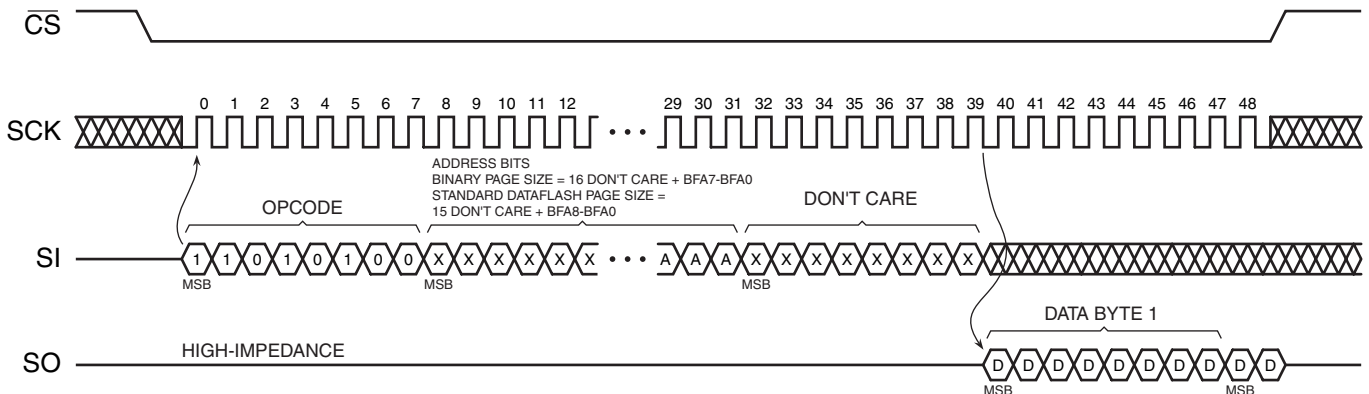 CS
SCK
0 1 2 3 4 5 6 7 8 9 10 11 12 29 30 31 32 33 34 35 36 37 38 39 40 41 42 43 44 45 46 47 48
ADDRESS BITS
BINARY PAGE SIZE = 16 DON'T CARE + BFA7-BFA0
STANDARD DATAFLASH PAGE SIZE =
15 DON'T CARE + BFA8-BFA0
OPCODE
DON'T CARE
SI
1 1 0 1 0 1 0 0 X X X X X X A A A X X X X X X X X
MSB MSB MSB
DATA BYTE 1
SO
HIGH-IMPEDANCE
D D D D D D D D D D
MSB MSB